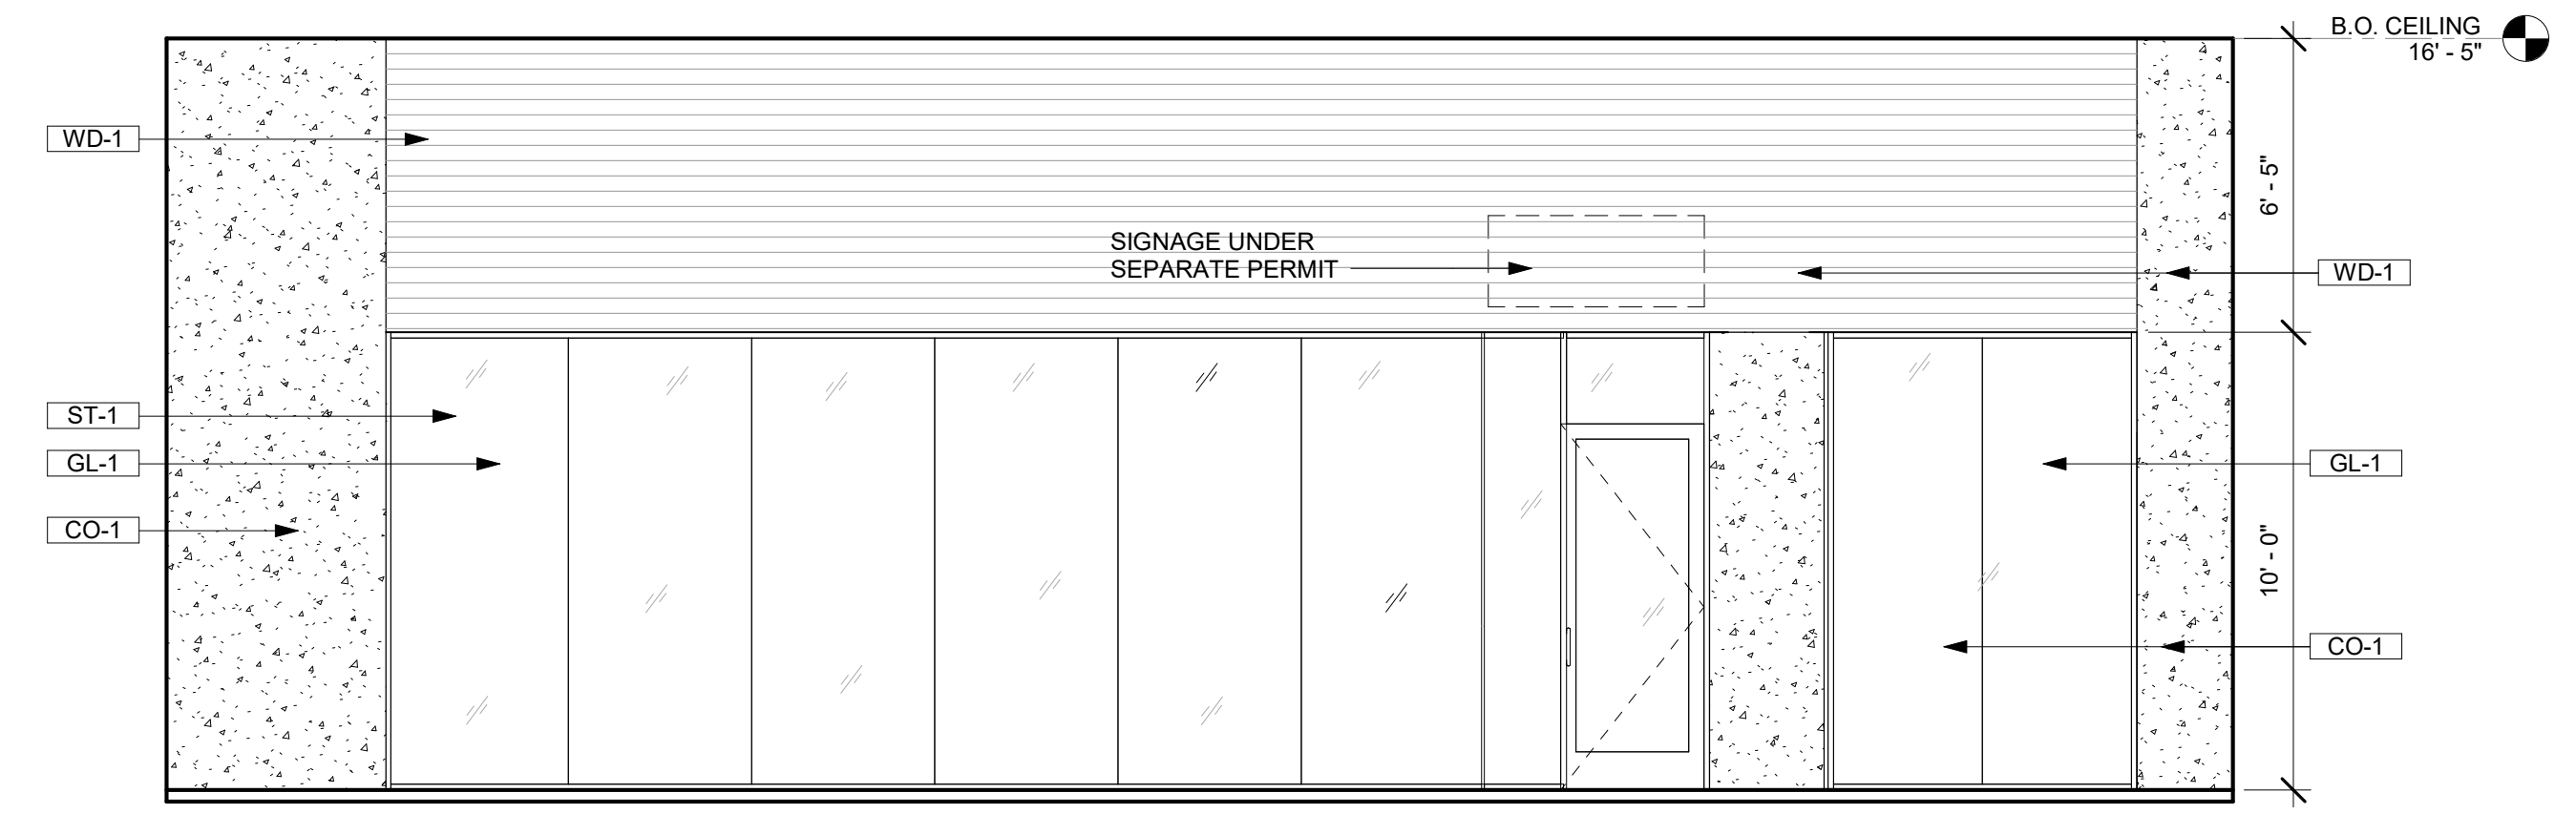 B.O. CEILING
16' - 5"
WD-1
6' - 5"
SIGNAGE UNDER
SEPARATE PERMIT
WD-1
ST-1
GL-1
GL-1
CO-1
10' - 0"
CO-1